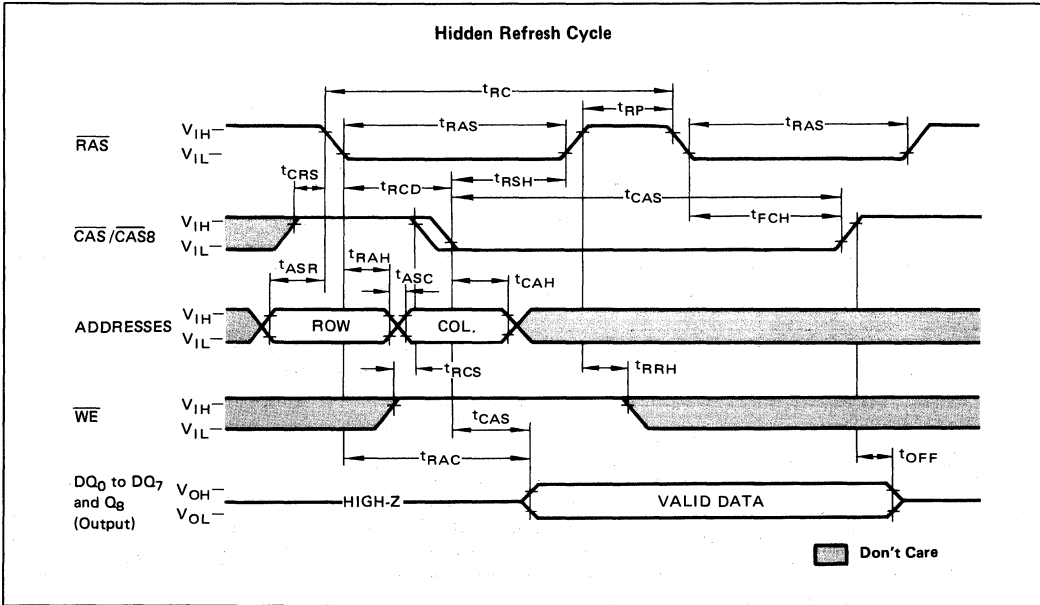 Hidden Refresh Cycle
tRC
tRP
tRAS
tRAS
RAS
VIH
VIL
tCRS
tRCD
tRSH
tCAS
tFCH
CAS/CAS8
VIH
VIL
tASR
tRAH
tASC
tCAH
ADDRESSES
VIH
VIL
ROW
COL.
tRCS
tRRH
WE
VIH
VIL
tCAS
tRAC
tOFF
DQ0 to DQ7
and Q8
(Output)
VOH
VOL
HIGH-Z
VALID DATA
Don't Care